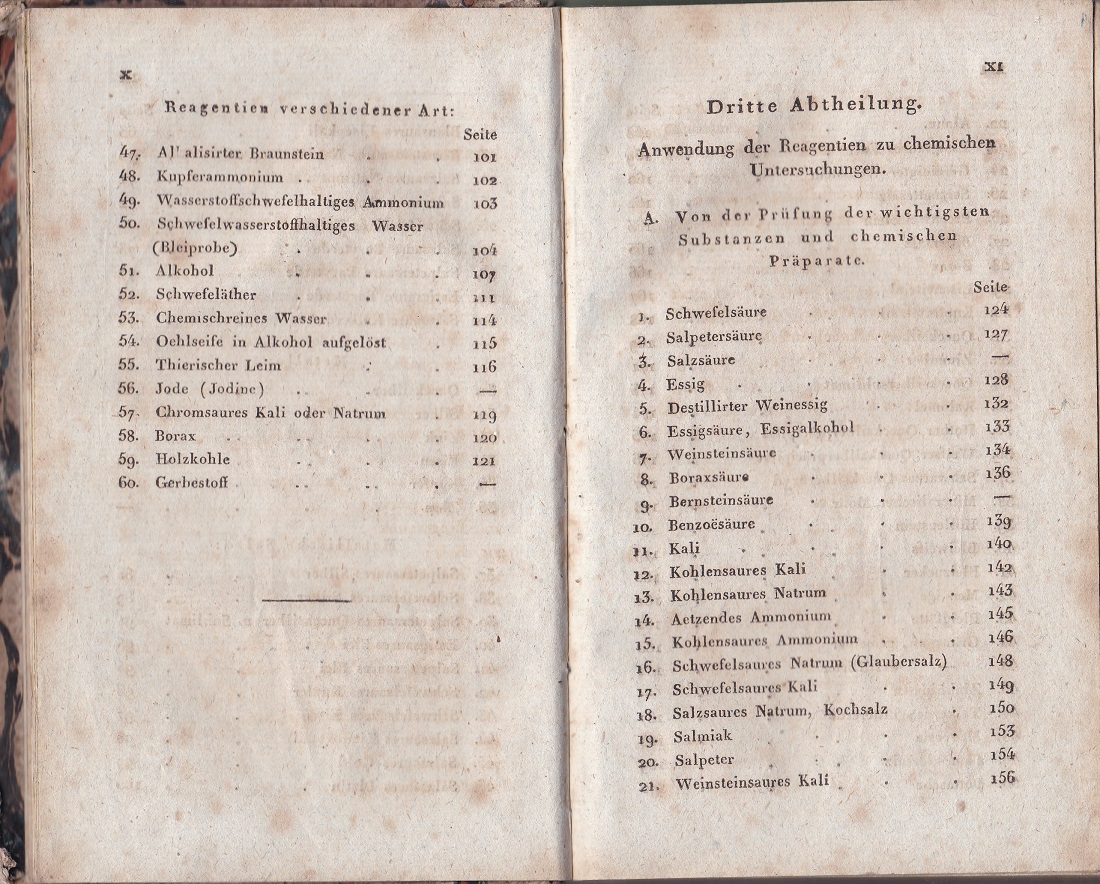 X
Reagentien verschiedener Art:
Seite
47. Al' alisirter Braunstein 101
48. Kupferammonium 102
49. Wasserstoffschwefelhaltiges Ammonium 103
50. Schwefelwasserstoffhaltiges Wasser
(Bleiprobe) 104
51. Alkohol 107
52. Schwefeläther 111
53. Chemischreines Wasser 114
54. Oehlseife in Alkohol aufgelöst 115
55. Thierischer Leim 116
56. Jode (Jodine) —
57. Chromsaures Kali oder Natrum 119
58. Borax 120
59. Holzkohle 121
60. Gerbestoff —
XI
Dritte Abtheilung.
Anwendung der Reagentien zu chemischen
Untersuchungen.
A. Von der Prüfung der wichtigsten
Substanzen und chemischen
Präparate.
Seite
1. Schwefelsäure 124
2. Salpetersäure 127
3. Salzsäure —
4. Essig 128
5. Destillirter Weinessig 132
6. Essigsäure, Essigalkohol 133
7. Weinsteinsäure 134
8. Boraxsäure 136
9. Bernsteinsäure —
10. Benzoësäure 139
11. Kali 140
12. Kohlensaures Kali 142
13. Kohlensaures Natrum 143
14. Aetzendes Ammonium 145
15. Kohlensaures Ammonium 146
16. Schwefelsaures Natrum (Glaubersalz) 148
17. Schwefelsaures Kali 149
18. Salzsaures Natrum, Kochsalz 150
19. Salmiak 153
20. Salpeter 154
21. Weinsteinsaures Kali 156